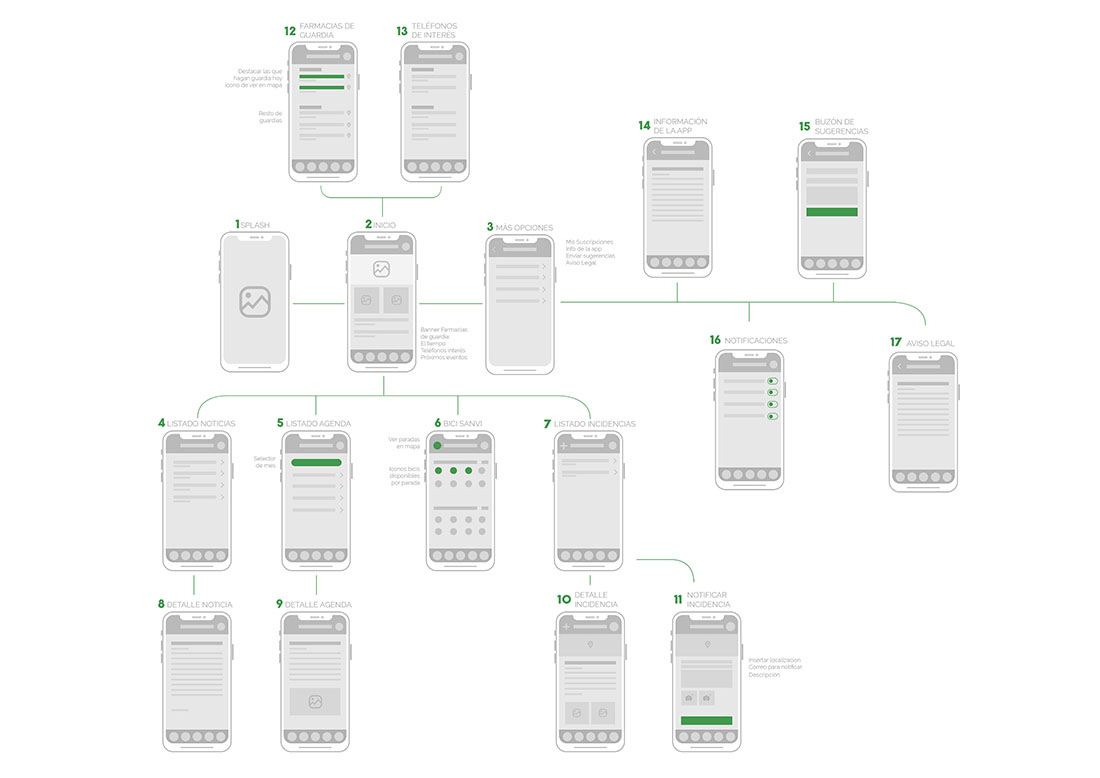 12 FARMACIAS DE
GUARDIA
13 TELÉFONOS
DE INTERÉS
Destacar las que
hagan guardia hoy
Icono de ver en mapa
Resto de
guardias
14 INFORMACIÓN
DE LA APP
15 BUZÓN DE
SUGERENCIAS
1 SPLASH
2 INICIO
3 MÁS OPCIONES
Mis Suscripciones
Info de la app
Enviar sugerencias
Aviso Legal
Banner Farmacias
de guardia
El tiempo
Teléfonos Interés
Próximos eventos
16 NOTIFICACIONES
17 AVISO LEGAL
4 LISTADO NOTICIAS
5 LISTADO AGENDA
6 BICI SANVI
7 LISTADO INCIDENCIAS
Selector
de mes
Ver paradas
en mapa
Iconos bicis
disponibles
por parada
8 DETALLE NOTICIA
9 DETALLE AGENDA
10 DETALLE
INCIDENCIA
11 NOTIFICAR
INCIDENCIA
Insertar localización
Correo para notificar
Descripción